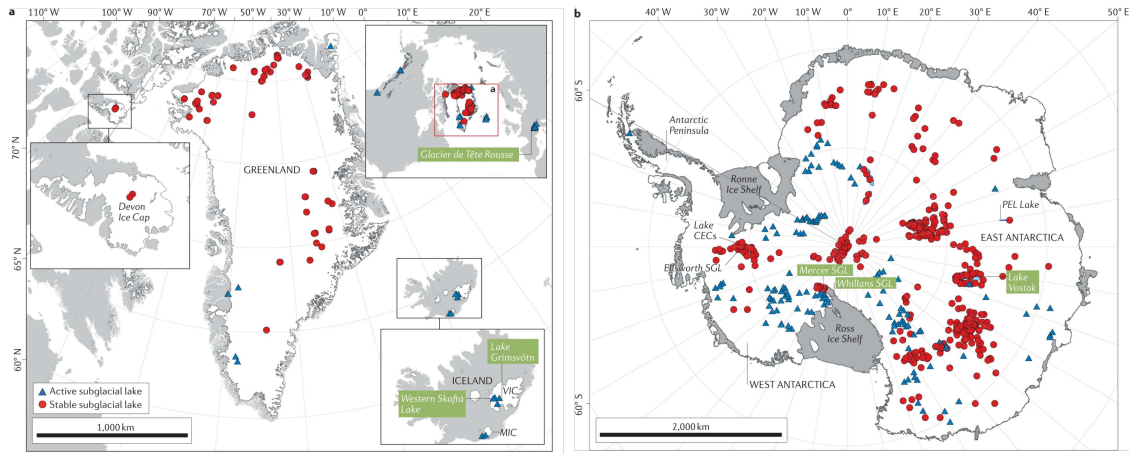 a
110°W
100°W
90°W
80°W
70°W
60°W
50°W
40°W
30°W
20°W
10°W
0°
10°E
20°E
a
Glacier de Tête Rousse
70° N
GREENLAND
Devon
Ice Cap
65° N
60° N
Lake
Grímsvötn
ICELAND
VIC
Western Skaftá
Lake
MIC
Active subglacial lake
Stable subglacial lake
1,000 km
b
40°W
30°W
20°W
10°W
0°
10°E
20°E
30°E
40°E
50°E
60°S
Antarctic
Peninsula
Ronne
Ice Shelf
PEL Lake
Lake
CECs
EAST ANTARCTICA
Ellsworth SGL
Mercer SGL
Whillans SGL
Lake
Vostok
Ross
Ice Shelf
WEST ANTARCTICA
60°S
60°S
2,000 km